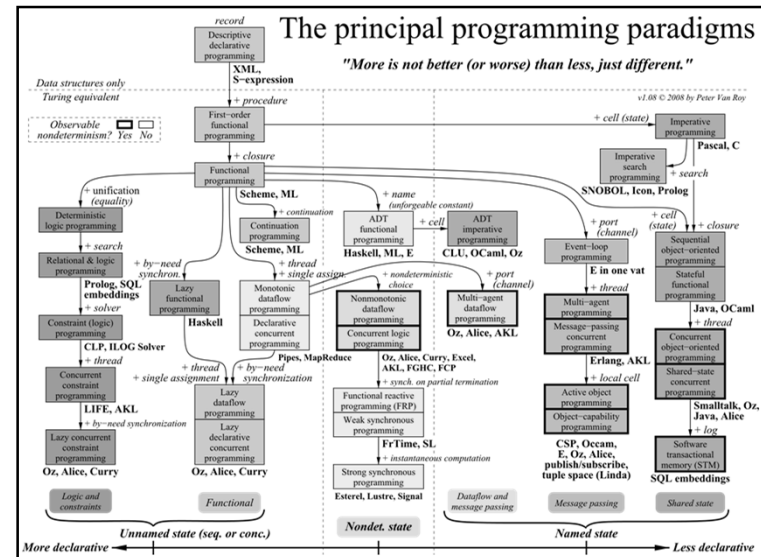 record
The principal programming paradigms
Descriptive
declarative
programming
"More is not better (or worse) than less, just different."
XML,
S−expression
Data structures only
Turing equivalent
+ procedure
v1.08 © 2008 by Peter Van Roy
Observable
nondeterminism? Yes No
First−order
functional
programming
+ cell (state)
Imperative
programming
Pascal, C
+ closure
Functional
programming
Imperative
search
programming
+ search
SNOBOL, Icon, Prolog
+ unification
(equality)
Scheme, ML
+ name
(unforgeable constant)
+ cell
(state)
+ closure
Deterministic
logic programming
+ continuation
Continuation
programming
Scheme, ML
ADT
functional
programming
+ cell
ADT
imperative
programming
Haskell, ML, E
CLU, OCaml, Oz
+ port
(channel)
Event−loop
programming
E in one vat
Sequential
object−oriented
programming
Stateful
functional
programming
Java, OCaml
+ search
Relational & logic
programming
Prolog, SQL
embeddings
+ by−need
synchron.
+ thread
+ single assign.
Lazy
functional
programming
Haskell
Monotonic
dataflow
programming
Declarative
concurrent
programming
Pipes, MapReduce
+ nondeterministic
choice
Nonmonotonic
dataflow
programming
Concurrent logic
programming
Oz, Alice, Curry, Excel,
AKL, FGHC, FCP
+ port
(channel)
Multi−agent
dataflow
programming
Oz, Alice, AKL
+ thread
Multi−agent
programming
Message−passing
concurrent
programming
Erlang, AKL
+ thread
Concurrent
object−oriented
programming
Shared−state
concurrent
programming
Smalltalk, Oz,
Java, Alice
+ solver
Constraint (logic)
programming
CLP, ILOG Solver
+ thread
Concurrent
constraint
programming
LIFE, AKL
+ by−need synchronization
Lazy concurrent
constraint
programming
Oz, Alice, Curry
+ thread
+ single assignment
+ by−need
synchronization
Lazy
dataflow
programming
Lazy
declarative
concurrent
programming
Oz, Alice, Curry
+ synch. on partial termination
Functional reactive
programming (FRP)
Weak synchronous
programming
FrTime, SL
+ instantaneous computation
Strong synchronous
programming
Esterel, Lustre, Signal
+ local cell
Active object
programming
Object−capability
programming
CSP, Occam,
E, Oz, Alice,
publish/subscribe,
tuple space (Linda)
+ log
Software
transactional
memory (STM)
SQL embeddings
Logic and
constraints
Functional
Dataflow and
message passing
Message passing
Shared state
Unnamed state (seq. or conc.)
Nondet. state
Named state
More declarative
Less declarative